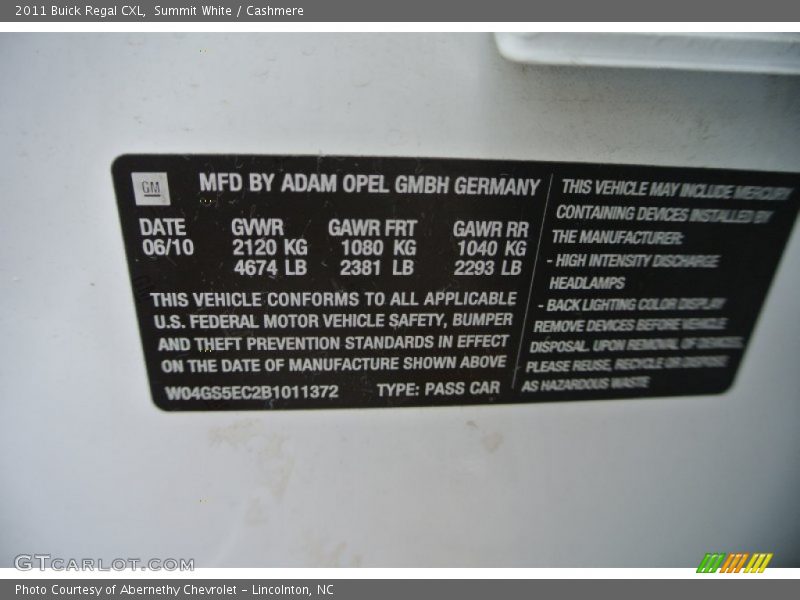 2011 Buick Regal CXL,  Summit White / Cashmere
GM
MFD BY ADAM OPEL GMBH GERMANY
DATE GVWR GAWR FRT GAWR RR
06/10 2120 KG 1080 KG 1040 KG
4674 LB 2381 LB 2293 LB
THIS VEHICLE CONFORMS TO ALL APPLICABLE
U.S. FEDERAL MOTOR VEHICLE SAFETY, BUMPER
AND THEFT PREVENTION STANDARDS IN EFFECT
ON THE DATE OF MANUFACTURE SHOWN ABOVE
W04GS5EC2B1011372 TYPE: PASS CAR
THIS VEHICLE MAY INCLUDE MERCURY
CONTAINING DEVICES INSTALLED BY
THE MANUFACTURER:
- HIGH INTENSITY DISCHARGE
HEADLAMPS
- BACK LIGHTING COLOR DISPLAY
REMOVE DEVICES BEFORE VEHICLE
DISPOSAL. UPON REMOVAL OF DEVICES,
PLEASE REUSE, RECYCLE OR DISPOSE
AS HAZARDOUS WASTE
GTCARLOT.COM
Photo Courtesy of Abernethy Chevrolet – Lincolnton, NC